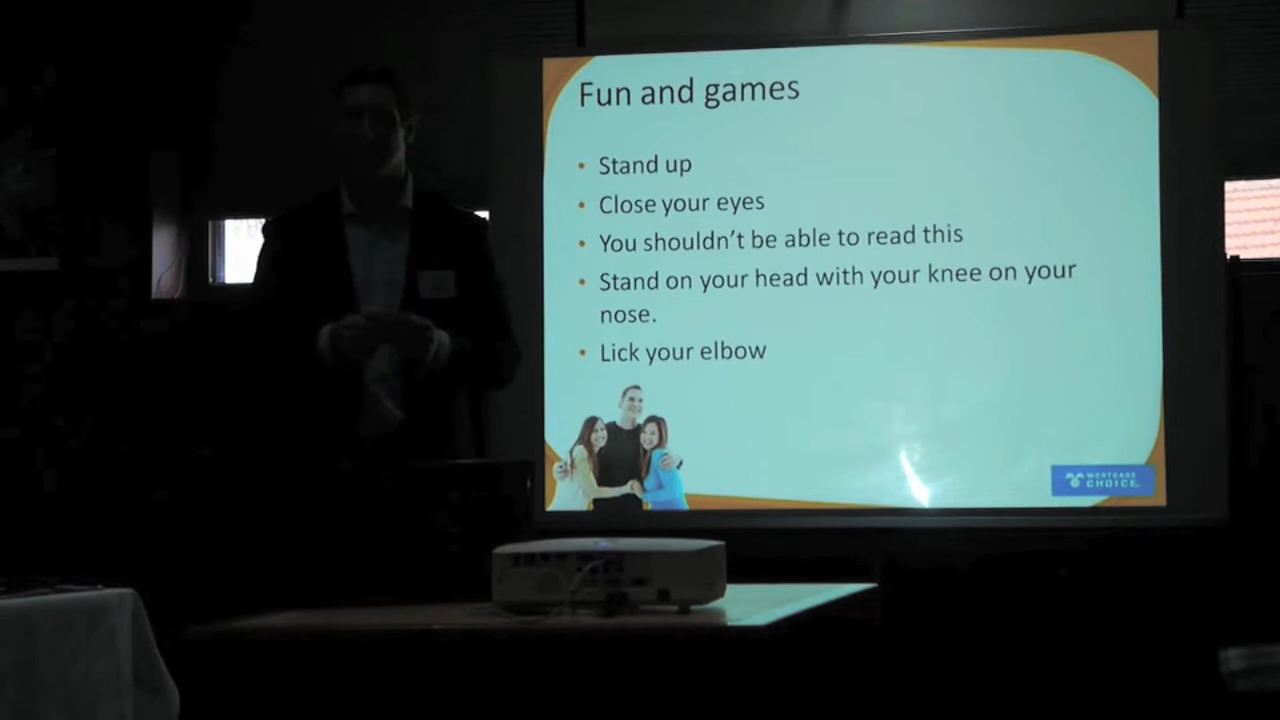 Fun and games
• Stand up
• Close your eyes
• You shouldn't be able to read this
• Stand on your head with your knee on your
nose.
• Lick your elbow
MORTGAGE
CHOICE